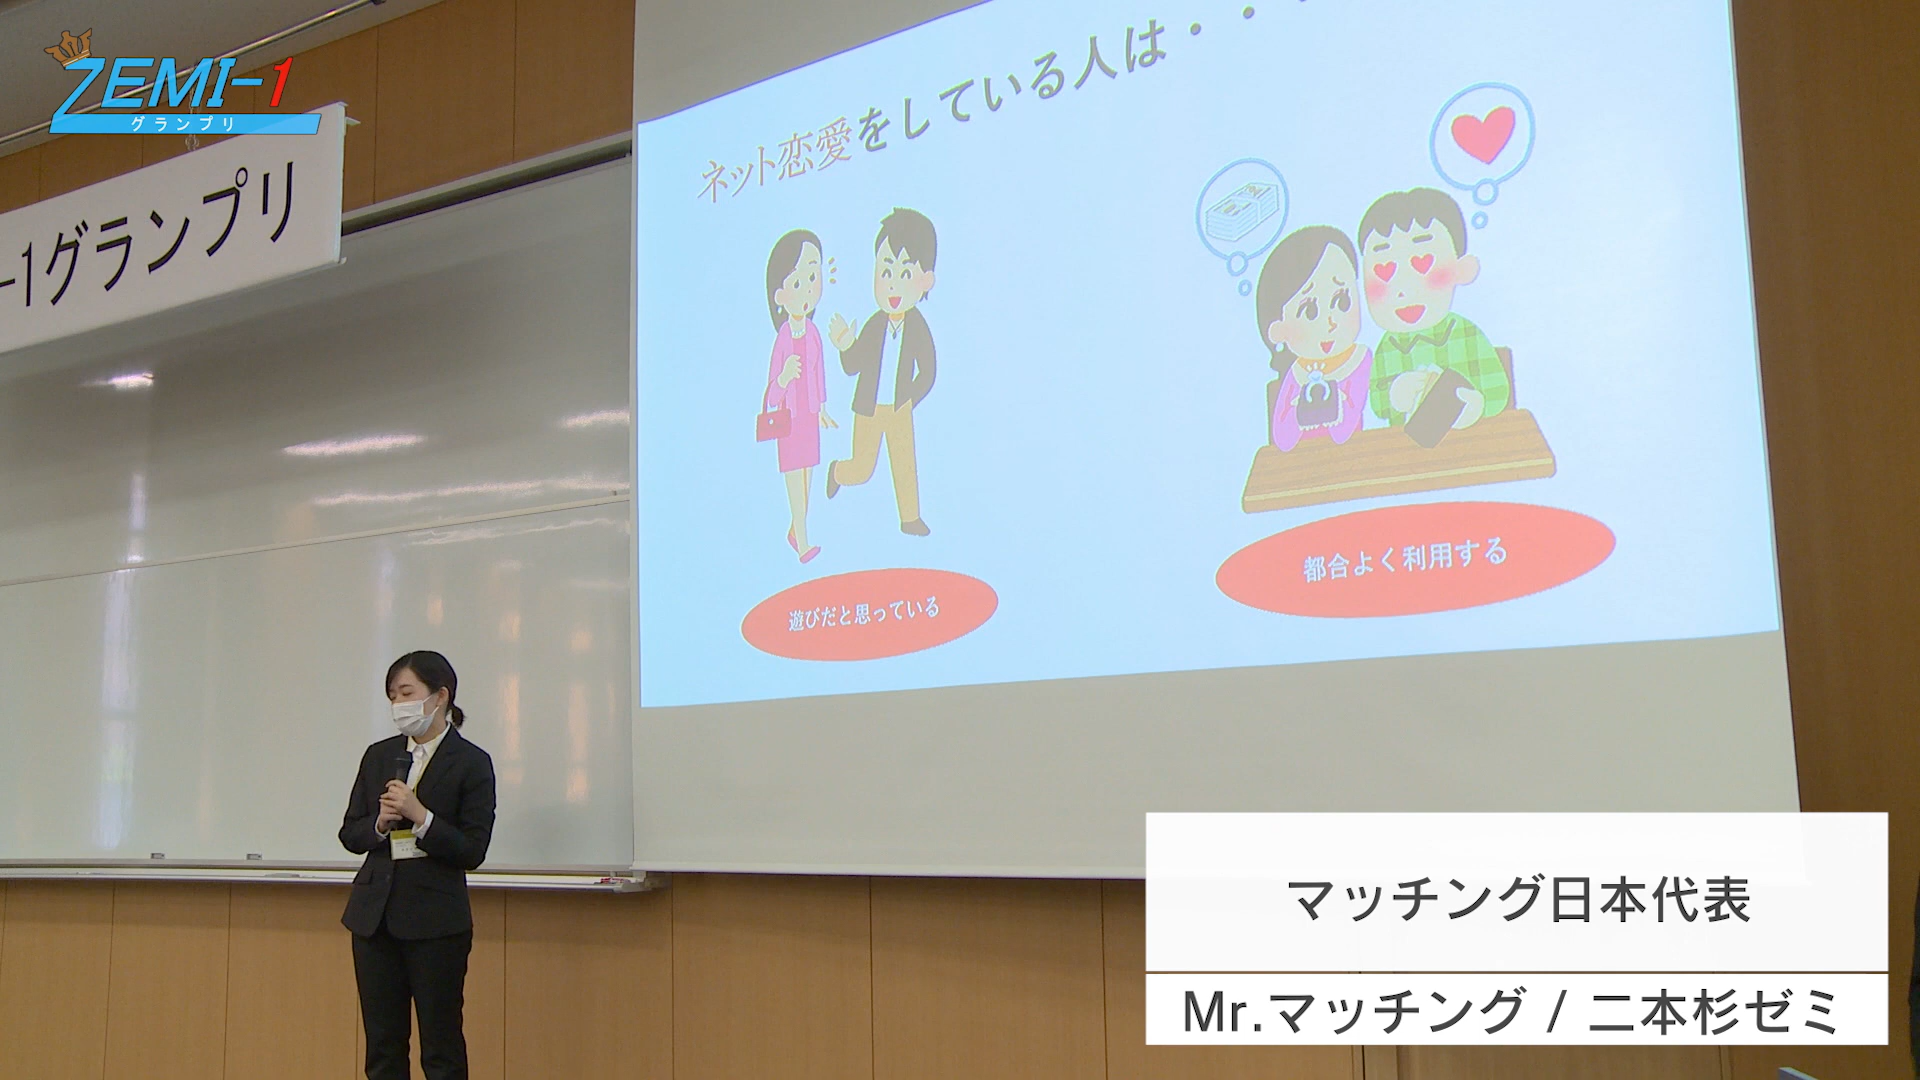 ZEMI-1
グランプリ
-1グランプリ
ネット恋愛をしている人は・・・
遊びだと思っている
都合よく利用する
マッチング日本代表
Mr.マッチング / 二本杉ゼミ